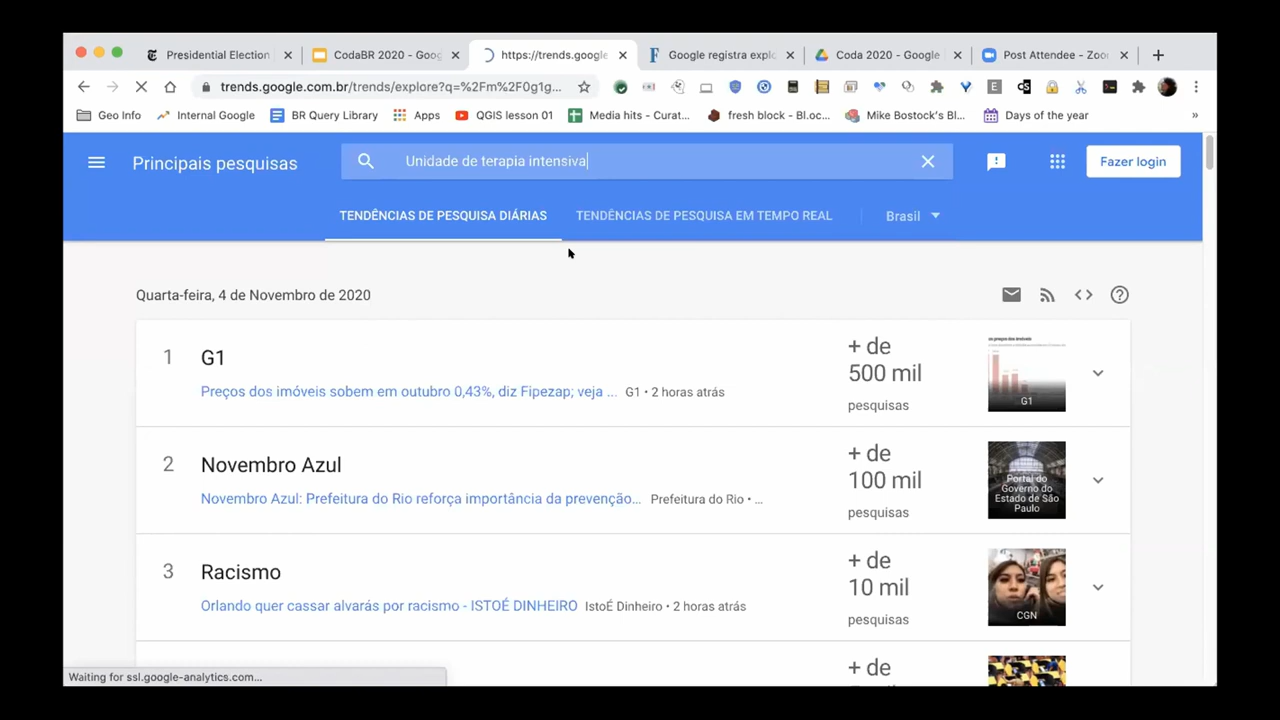 Presidential Election
CodaBR 2020 - Goog
https://trends.google
Google registra explo
Coda 2020 - Google
Post Attendee - Zoo
trends.google.com.br/trends/explore?q=%2Fm%2F0g1g...
Geo Info
Internal Google
BR Query Library
Apps
QGIS lesson 01
Media hits - Curat...
fresh block - Bl.oc...
Mike Bostock's Bl...
Days of the year
»
Principais pesquisas
Unidade de terapia intensiva
Fazer login
TENDÊNCIAS DE PESQUISA DIÁRIAS
TENDÊNCIAS DE PESQUISA EM TEMPO REAL
Brasil
Quarta-feira, 4 de Novembro de 2020
1
G1
Preços dos imóveis sobem em outubro 0,43%, diz Fipezap; veja ...
G1 • 2 horas atrás
+ de
500 mil
pesquisas
G1
2
Novembro Azul
Novembro Azul: Prefeitura do Rio reforça importância da prevenção...
Prefeitura do Rio • ...
+ de
100 mil
pesquisas
Portal do
Governo do
Estado de São
Paulo
3
Racismo
Orlando quer cassar alvarás por racismo - ISTOÉ DINHEIRO
IstoÉ Dinheiro • 2 horas atrás
+ de
10 mil
pesquisas
CGN
+ de
Waiting for ssl.google-analytics.com...